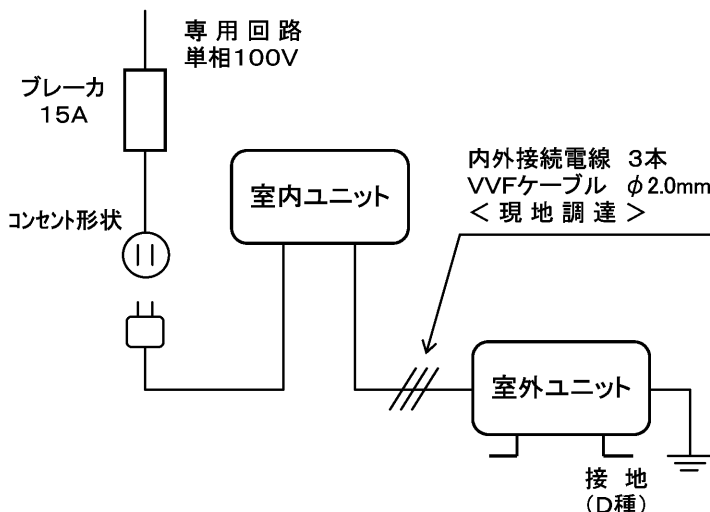 専用回路
単相100V
ブレーカ
15A
コンセント形状
室内ユニット
内外接続電線 3本
VVFケーブル φ2.0mm
＜現地調達＞
室外ユニット
接地
(D種)